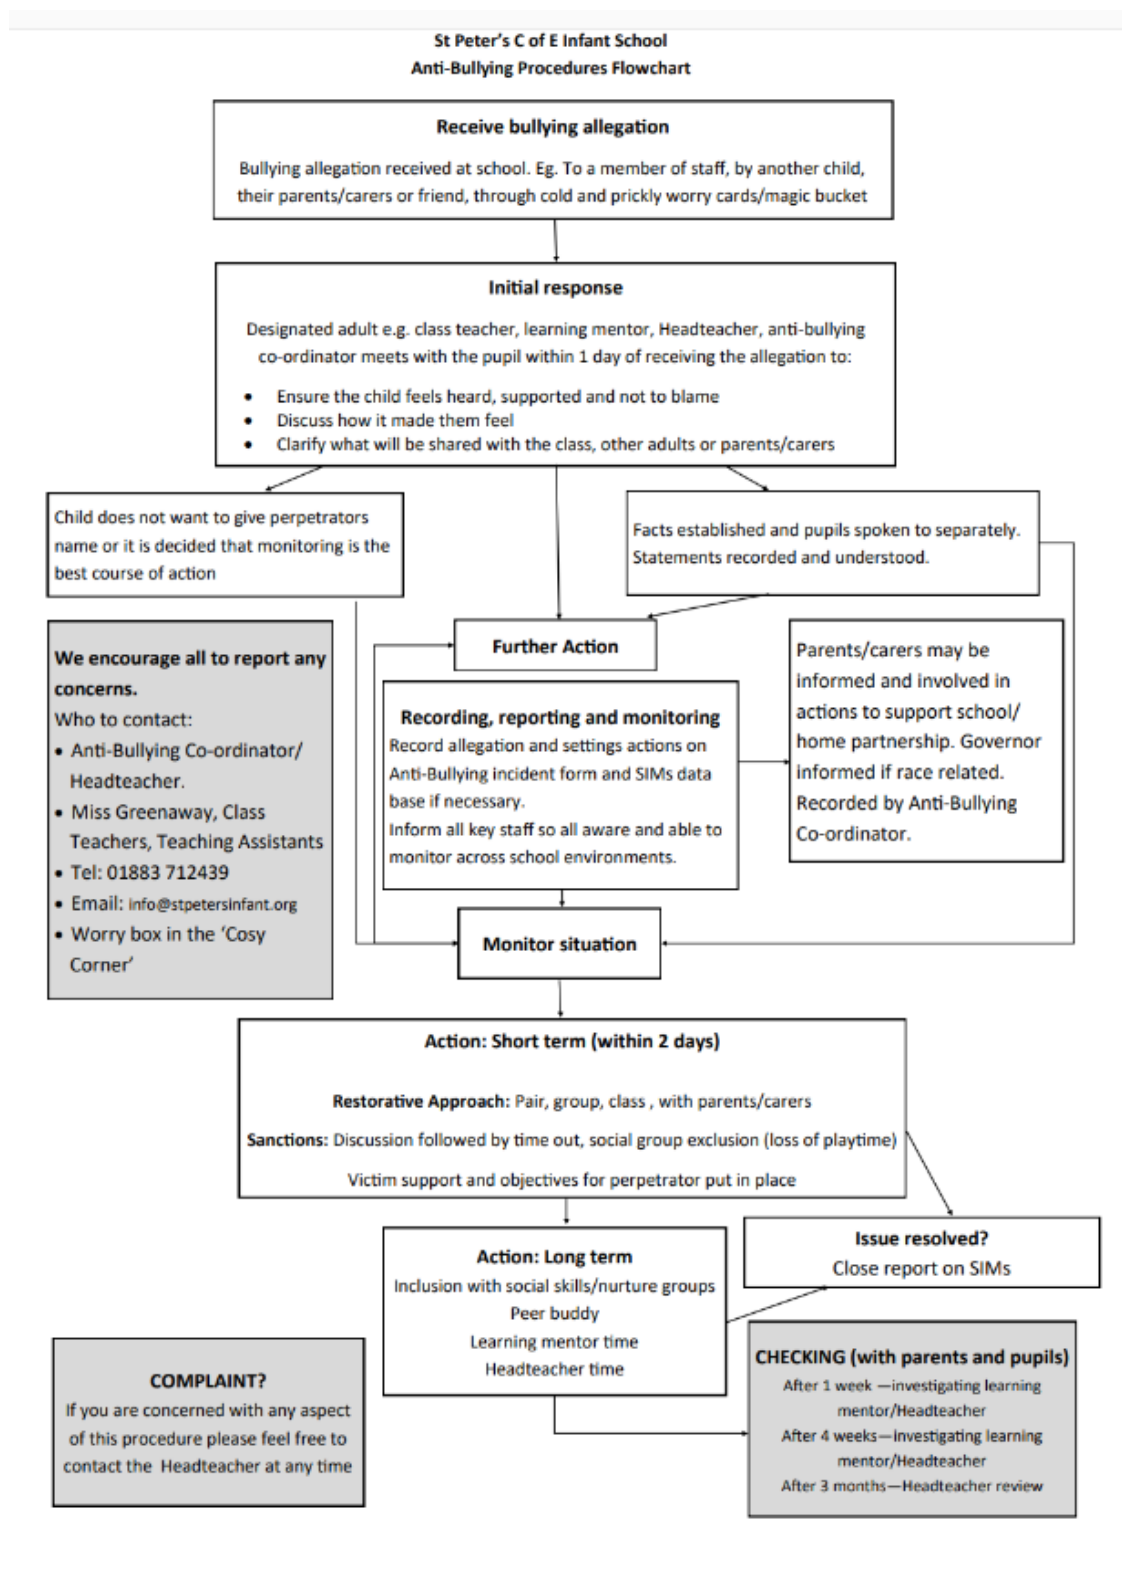 St Peter's C of E Infant School
Anti-Bullying Procedures Flowchart
Receive bullying allegation
Bullying allegation received at school. Eg. To a member of staff, by another child,
their parents/carers or friend, through cold and prickly worry cards/magic bucket
Initial response
Designated adult e.g. class teacher, learning mentor, Headteacher, anti-bullying
co-ordinator meets with the pupil within 1 day of receiving the allegation to:
• Ensure the child feels heard, supported and not to blame
• Discuss how it made them feel
• Clarify what will be shared with the class, other adults or parents/carers
Child does not want to give perpetrators
name or it is decided that monitoring is the
best course of action
Facts established and pupils spoken to separately.
Statements recorded and understood.
Further Action
We encourage all to report any
concerns.
Who to contact:
• Anti-Bullying Co-ordinator/
Headteacher.
• Miss Greenaway, Class
Teachers, Teaching Assistants
• Tel: 01883 712439
• Email: info@stpetersinfant.org
• Worry box in the 'Cosy
Corner'
Recording, reporting and monitoring
Record allegation and settings actions on
Anti-Bullying incident form and SIMs data
base if necessary.
Inform all key staff so all aware and able to
monitor across school environments.
Parents/carers may be
informed and involved in
actions to support school/
home partnership. Governor
informed if race related.
Recorded by Anti-Bullying
Co-ordinator.
Monitor situation
Action: Short term (within 2 days)
Restorative Approach: Pair, group, class , with parents/carers
Sanctions: Discussion followed by time out, social group exclusion (loss of playtime)
Victim support and objectives for perpetrator put in place
Issue resolved?
Close report on SIMs
Action: Long term
Inclusion with social skills/nurture groups
Peer buddy
Learning mentor time
Headteacher time
CHECKING (with parents and pupils)
After 1 week —investigating learning
mentor/Headteacher
After 4 weeks—investigating learning
mentor/Headteacher
After 3 months—Headteacher review
COMPLAINT?
If you are concerned with any aspect
of this procedure please feel free to
contact the Headteacher at any time